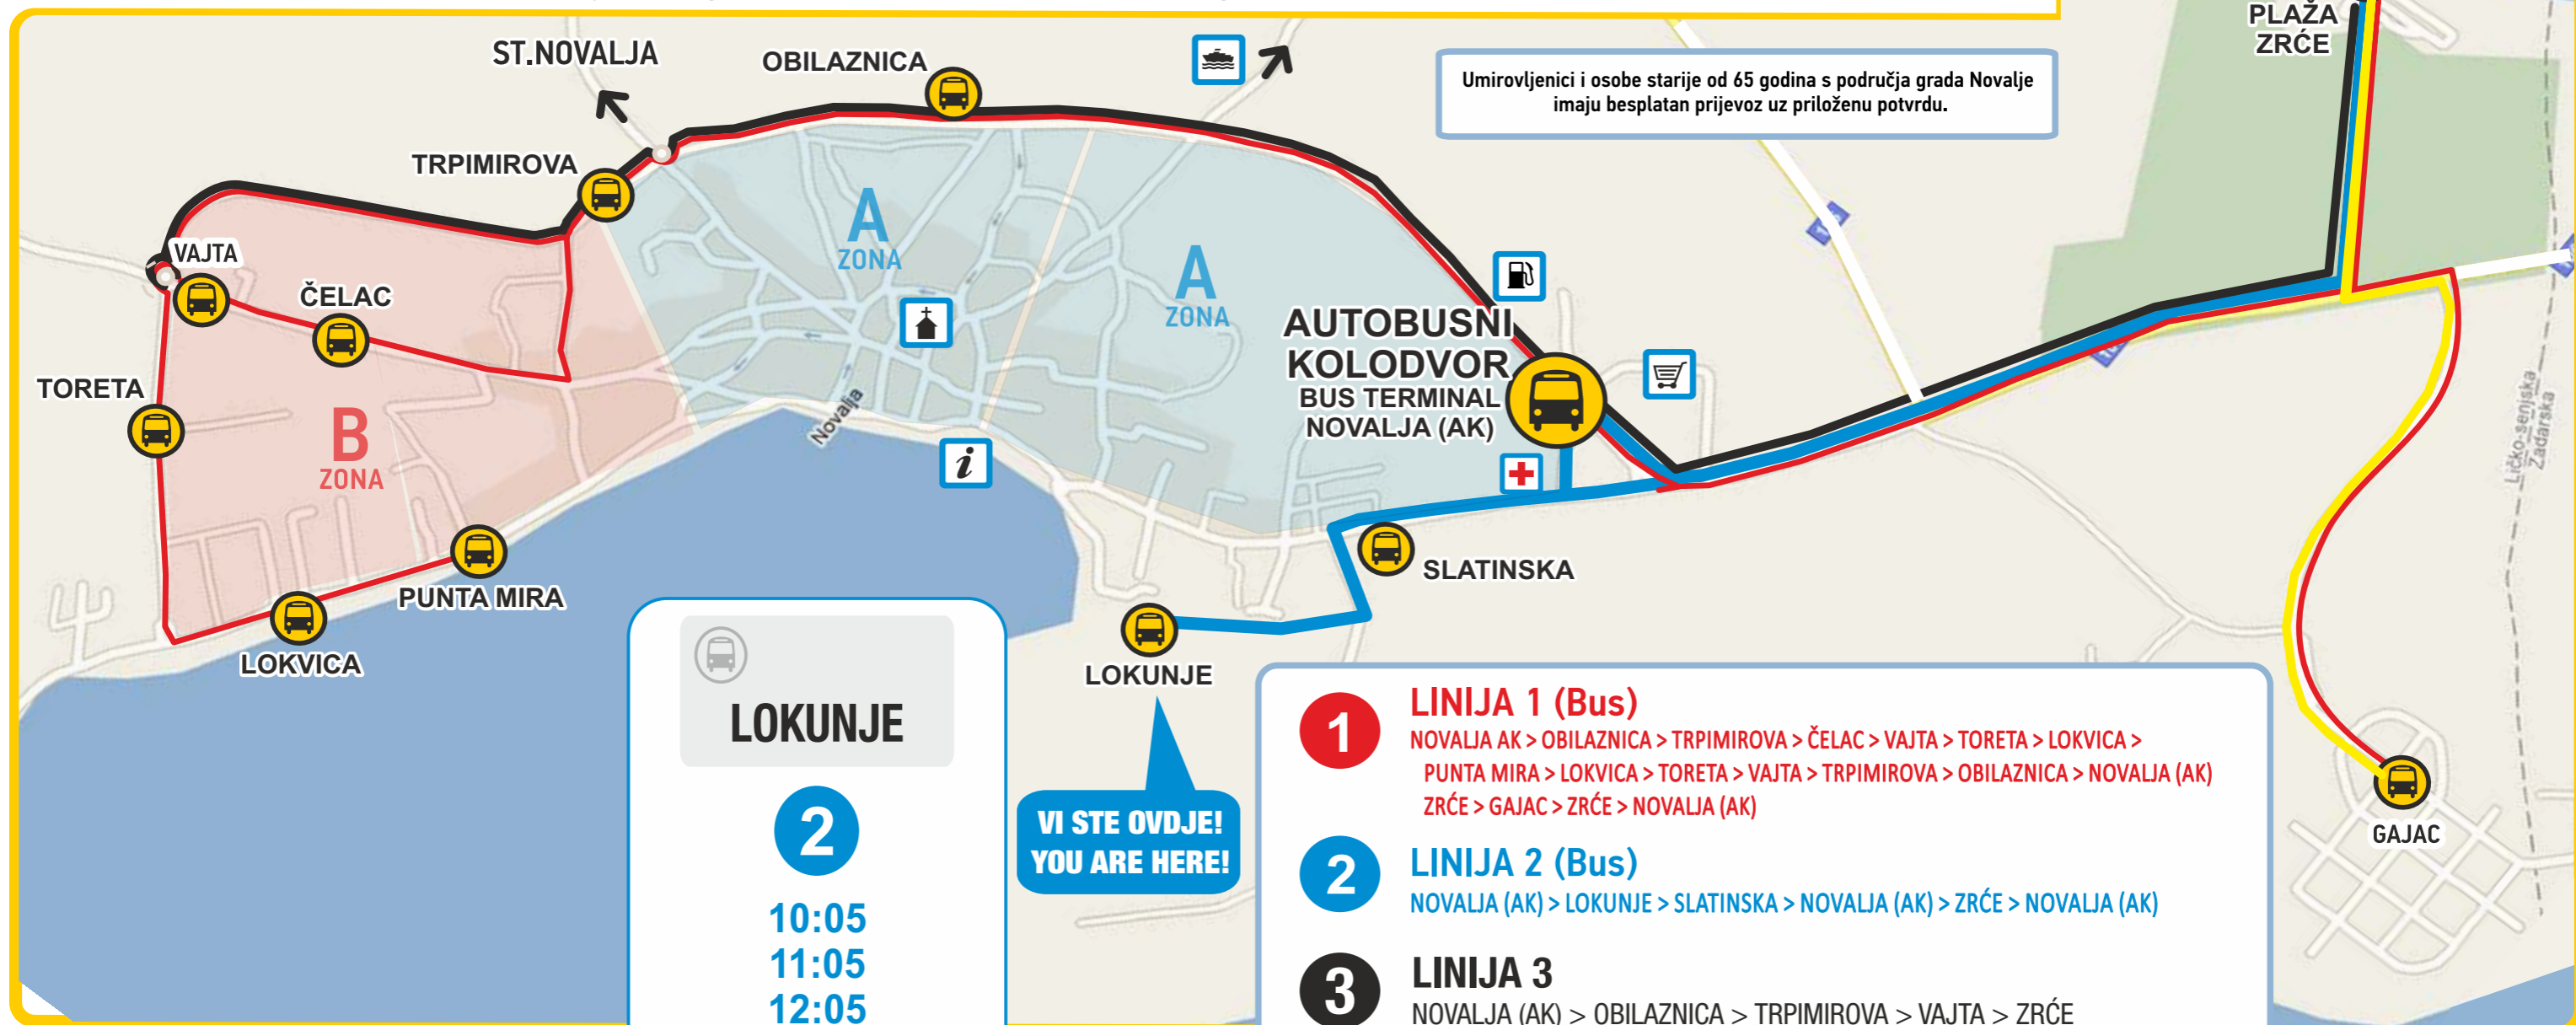 PLAŽA
ZRĆE
ST.NOVALJA
OBILAZNICA
Umirovljenici i osobe starije od 65 godina s područja grada Novalje
imaju besplatan prijevoz uz priloženu potvrdu.
TRPIMIROVA
A
ZONA
A
ZONA
VAJTA
ČELAC
AUTOBUSNI
KOLODVOR
BUS TERMINAL
NOVALJA (AK)
TORETA
B
ZONA
Novalja
i
Ličko-senjska
Zadarska
SLATINSKA
PUNTA MIRA
LOKVICA
LOKUNJE
LOKUNJE
2
10:05
11:05
12:05
VI STE OVDJE!
YOU ARE HERE!
1
LINIJA 1 (Bus)
NOVALJA AK > OBILAZNICA > TRPIMIROVA > ČELAC > VAJTA > TORETA > LOKVICA >
PUNTA MIRA > LOKVICA > TORETA > VAJTA > TRPIMIROVA > OBILAZNICA > NOVALJA (AK)
ZRĆE > GAJAC > ZRĆE > NOVALJA (AK)
2
LINIJA 2 (Bus)
NOVALJA (AK) > LOKUNJE > SLATINSKA > NOVALJA (AK) > ZRĆE > NOVALJA (AK)
3
LINIJA 3
NOVALJA (AK) > OBILAZNICA > TRPIMIROVA > VAJTA > ZRĆE
GAJAC